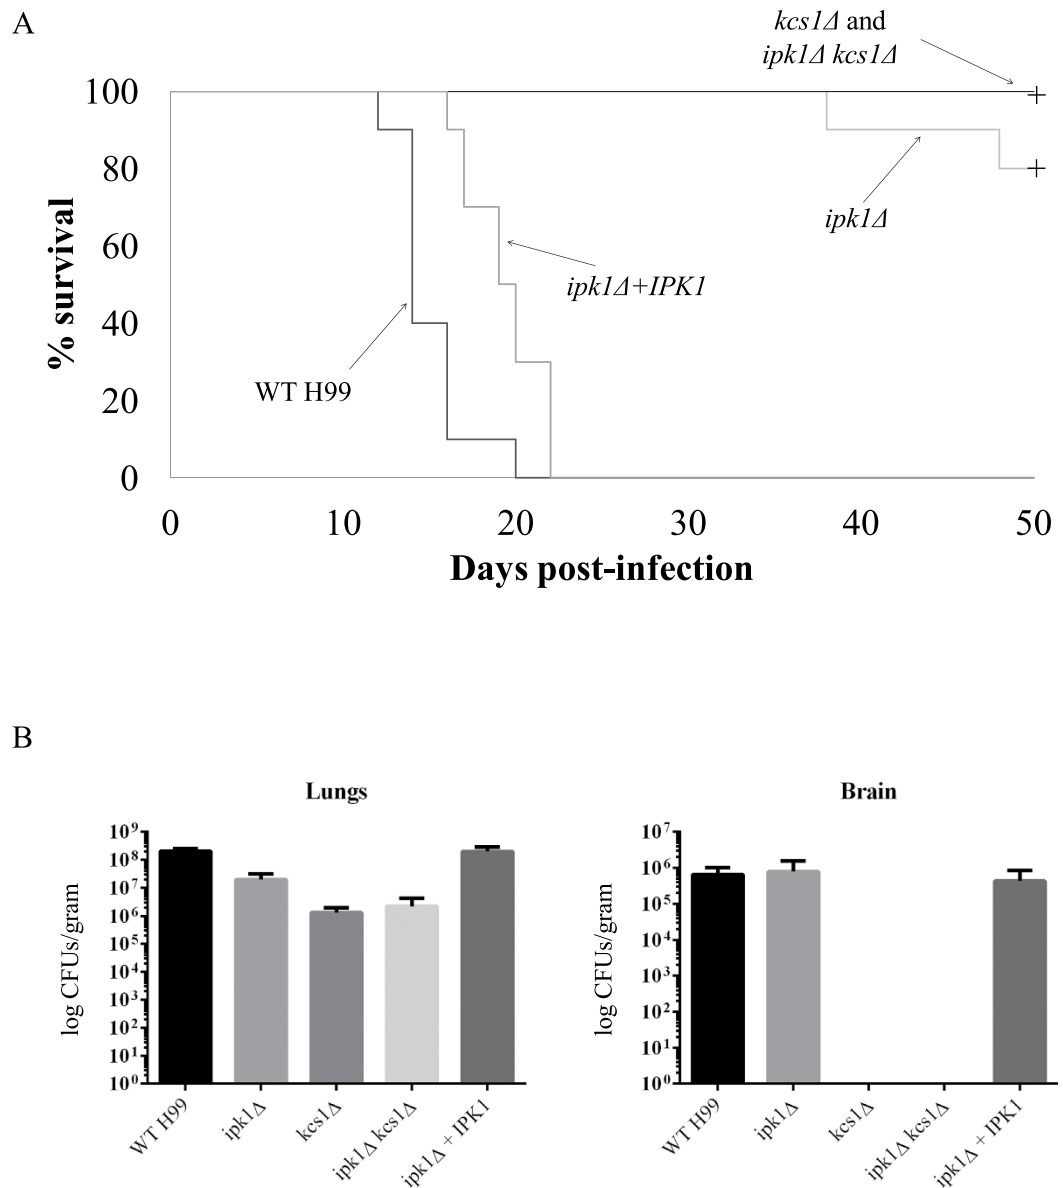 A
kcs1Δ and
ipk1Δ kcs1Δ
100
80
60
40
20
0
% survival
ipk1Δ
ipk1Δ+IPK1
WT H99
0 10 20 30 40 50
Days post-infection
B
Lungs
10⁹
10⁸
10⁷
10⁶
10⁵
10⁴
10³
10²
10¹
10⁰
log CFUs/gram
WT H99
ipk1Δ
kcs1Δ
ipk1Δ kcs1Δ
ipk1Δ + IPK1
Brain
10⁷
10⁶
10⁵
10⁴
10³
10²
10¹
10⁰
log CFUs/gram
WT H99
ipk1Δ
kcs1Δ
ipk1Δ kcs1Δ
ipk1Δ + IPK1